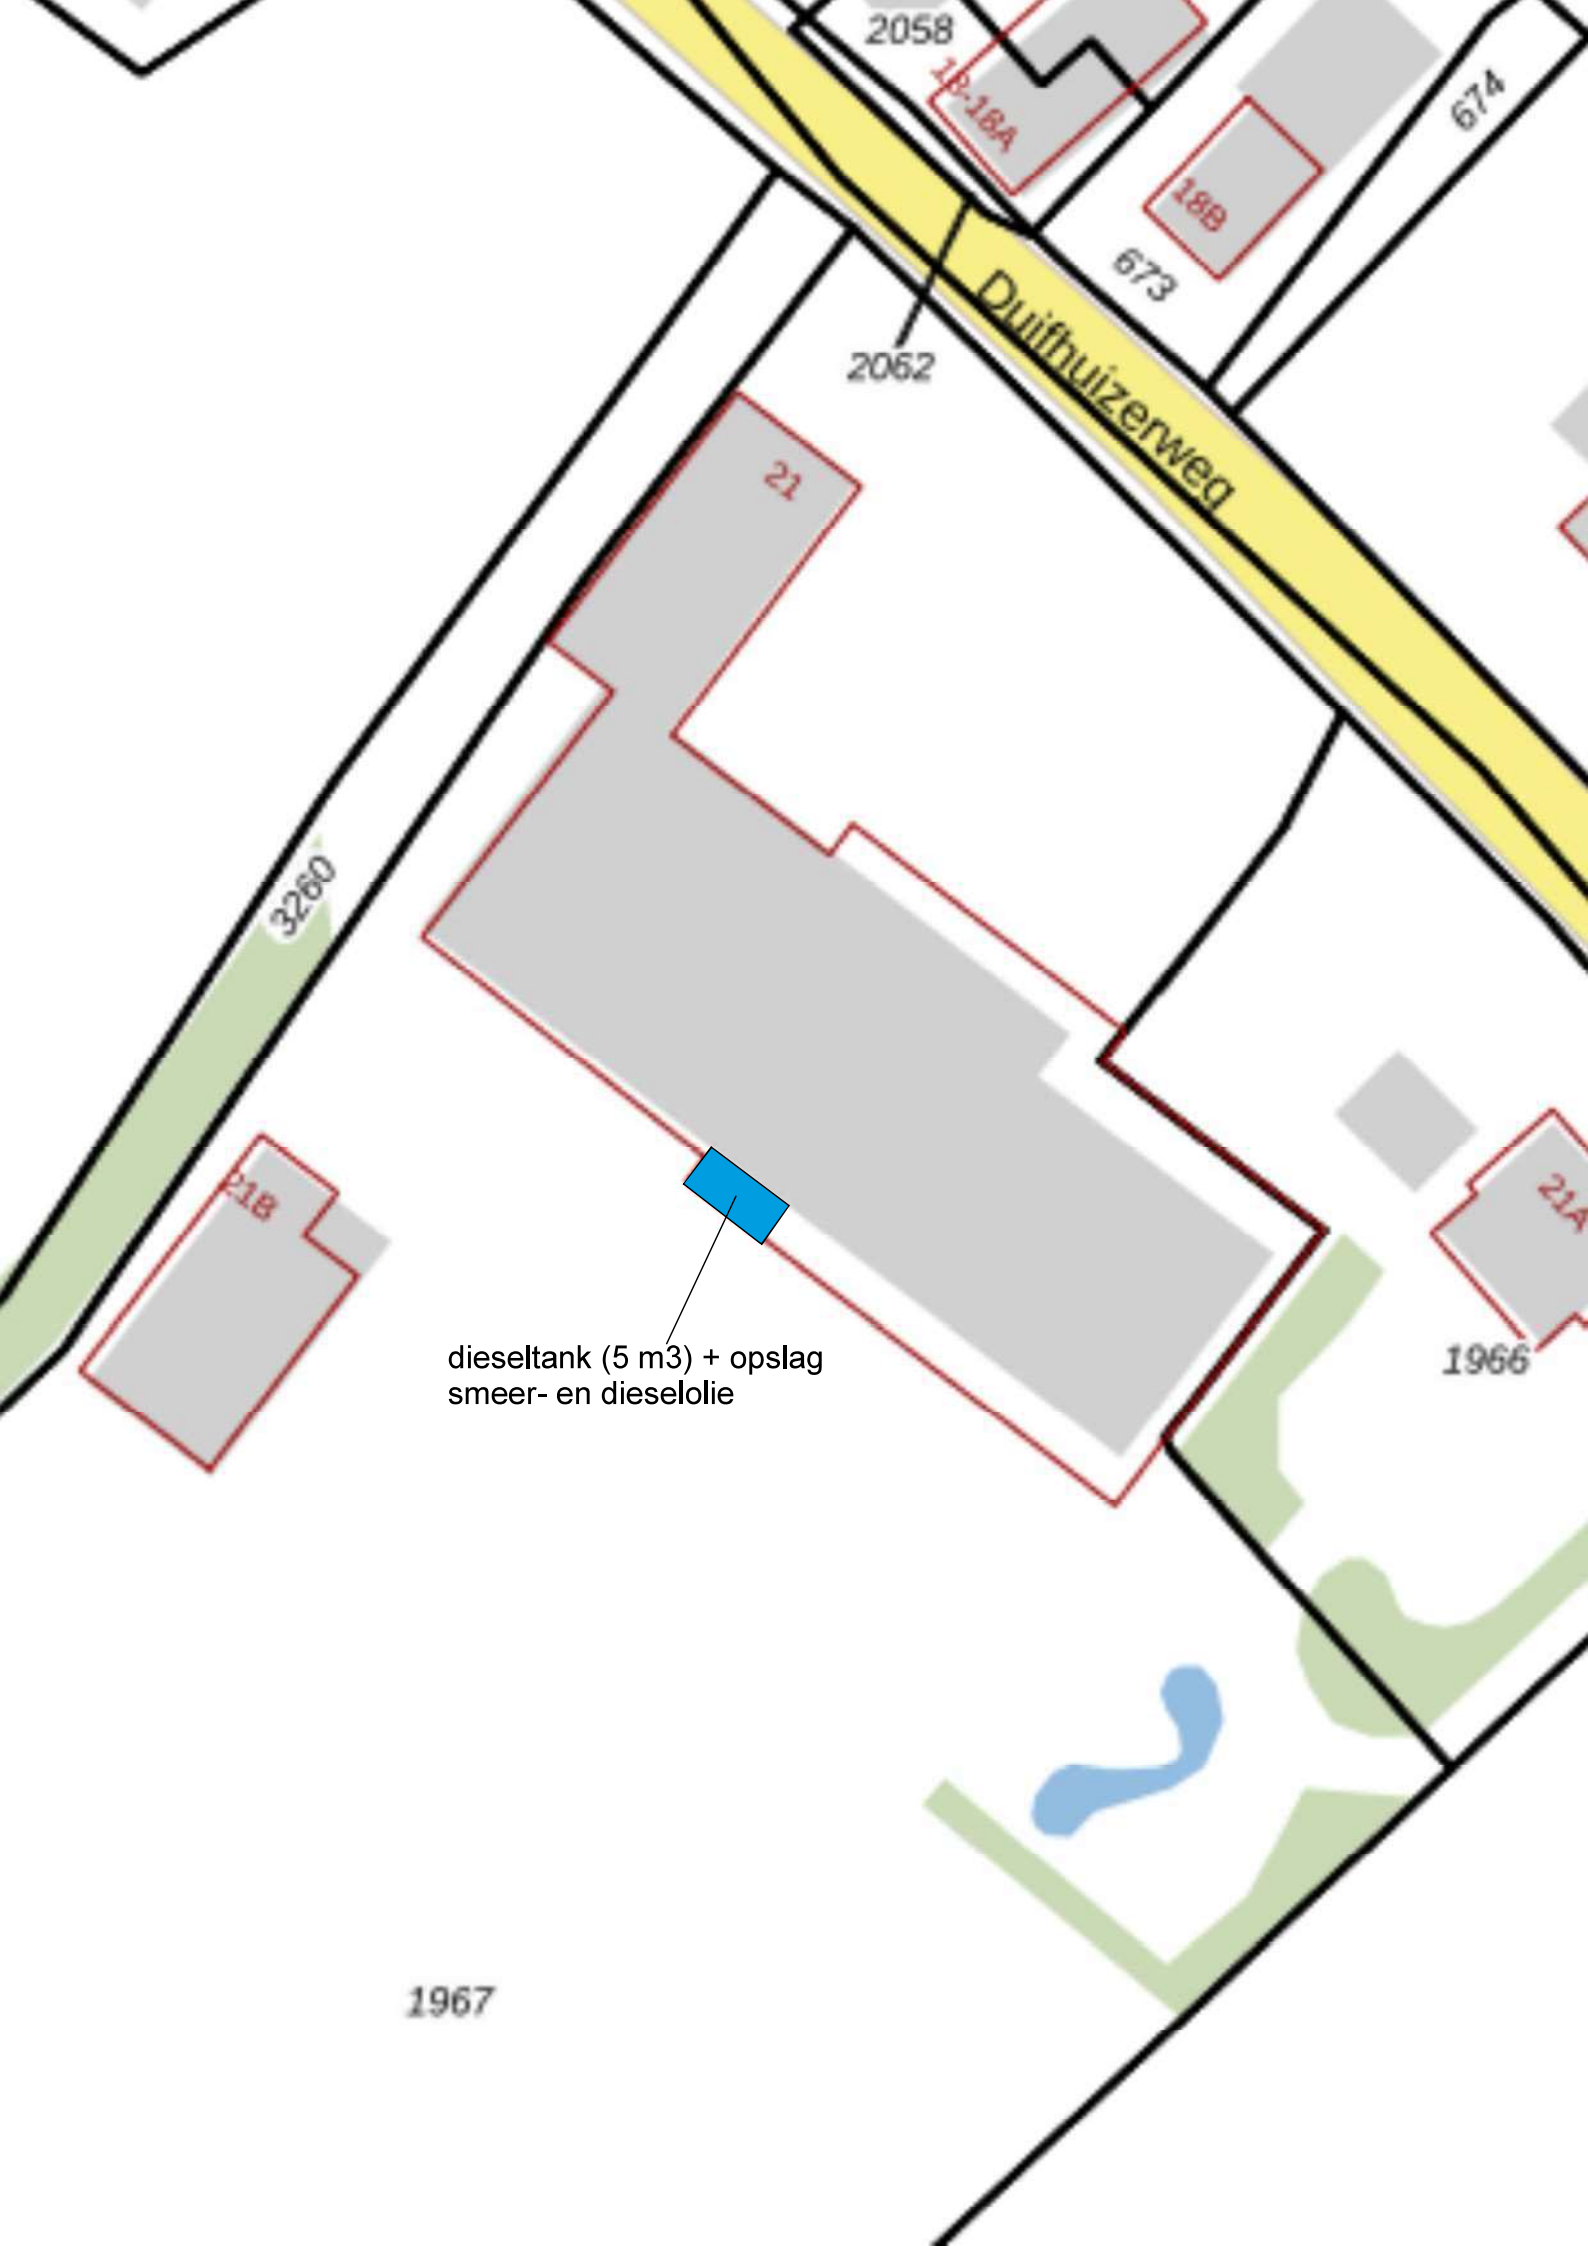 2058
18-18A
674
18B
673
Duifhuizerweg
2062
21
3260
21B
21A
dieseltank (5 m3) + opslag
smeer- en dieselolie
1966
1967